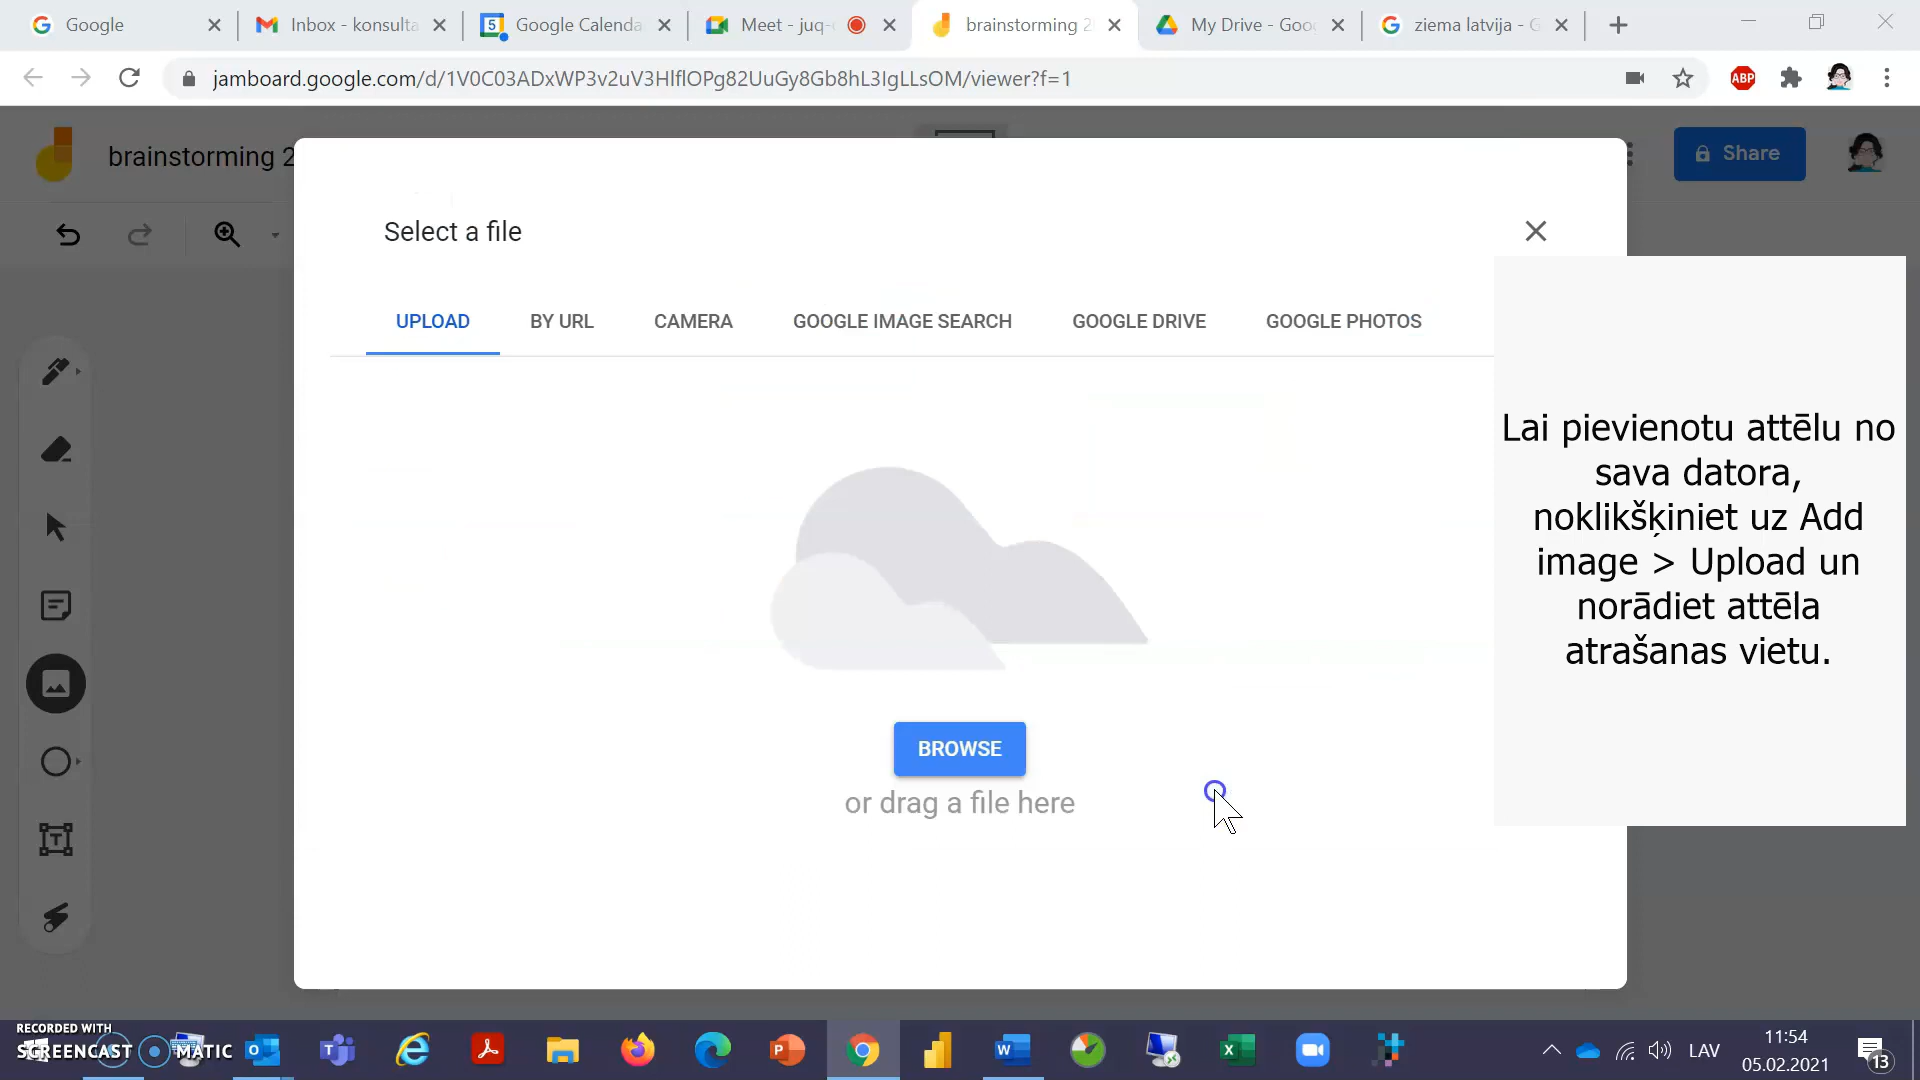 Google
Inbox - konsulta
5
Google Calenda
Meet - juq-
brainstorming 2
My Drive - Goo
ziema latvija - G
jamboard.google.com/d/1V0C03ADxWP3v2uV3HlflOPg82UuGy8Gb8hL3IgLLsOM/viewer?f=1
ABP
brainstorming 2
Share
Select a file
UPLOAD
BY URL
CAMERA
GOOGLE IMAGE SEARCH
GOOGLE DRIVE
GOOGLE PHOTOS
Lai pievienotu attēlu no
sava datora,
noklikšķiniet uz Add
image > Upload un
norādiet attēla
atrašanas vietu.
BROWSE
or drag a file here
RECORDED WITH
SCREENCAST MATIC
LAV
11:54
05.02.2021
13